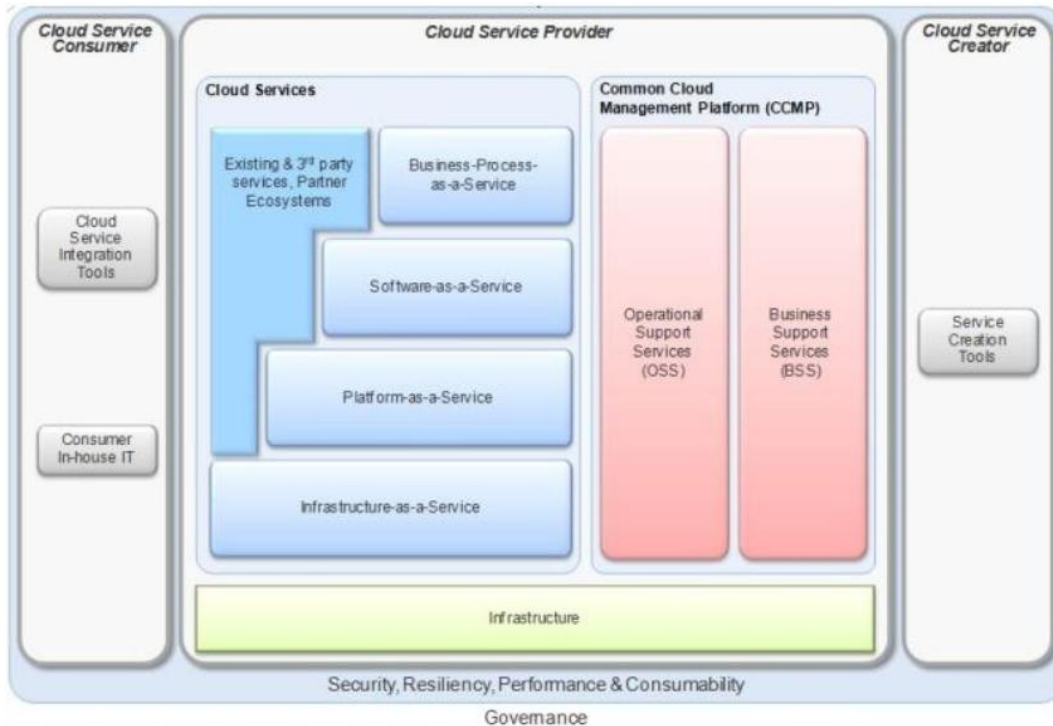 Cloud Service
Consumer
Cloud Service Provider
Cloud Service
Creator
Cloud Services
Common Cloud
Management Platform (CCMP)
Existing & 3rd party
services, Partner
Ecosystems
Business-Process-
as-a-Service
Cloud
Service
Integration
Tools
Software-as-a-Service
Operational
Support
Services
(OSS)
Business
Support
Services
(BSS)
Service
Creation
Tools
Platform-as-a-Service
Consumer
In-house IT
Infrastructure-as-a-Service
Infrastructure
Security, Resiliency, Performance & Consumability
Governance